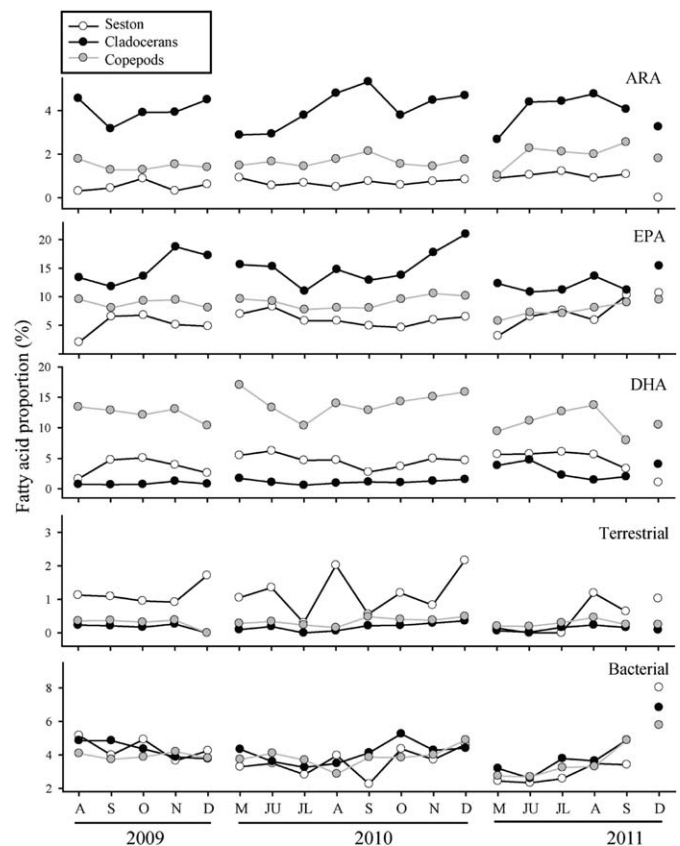 Seston
Cladocerans
Copepods
Fatty acid proportion (%)
ARA
4
2
0
EPA
20
15
10
5
DHA
20
15
10
5
0
Terrestrial
3
2
1
0
Bacterial
8
6
4
2
A S O N D M JU JL A S O N D M JU JL A S D
2009 2010 2011